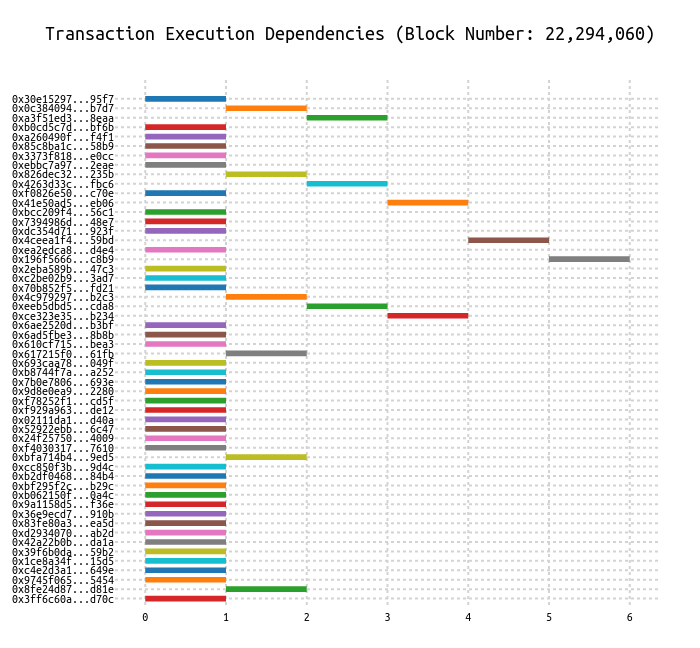 Transaction Execution Dependencies (Block Number: 22,294,060)
0x30e15297...95f7
0x0c384094...b7d7
0xa3f51ed3...8eaa
0xb0cd5c7d...bf6b
0xa260490f...f4f1
0x85c8ba1c...58b9
0x3373f818...e0cc
0xebbc7a97...2eae
0x826dec32...235b
0x4263d33c...fbc6
0xf0826e50...c70e
0x41e50ad5...eb06
0xbcc209f4...56c1
0x7394986d...48e7
0xdc354d71...923f
0x4ceea1f4...59bd
0xea2edca8...d4e4
0x196f5666...c8b9
0x2eba589b...47c3
0xc2be02b9...3ad7
0x70b852f5...fd21
0x4c979297...b2c3
0xeeb5dbd5...cda8
0xce323e35...b234
0x6ae2520d...b3bf
0x6ad5fbe3...8b8b
0x610cf715...bea3
0x617215f0...61fb
0x693caa78...049f
0xb8744f7a...a252
0x7b0e7806...693e
0x9d8e0ea9...2280
0xf78252f1...cd5f
0xf929a963...de12
0x02111da1...d40a
0x52922ebb...6c47
0x24f25750...4009
0xf4030317...7610
0xbfa714b4...9ed5
0xcc850f3b...9d4c
0xb2df0468...84b4
0xbf295f2c...b29c
0xb062150f...0a4c
0x9a1158d5...f36e
0x36e9ecd7...910b
0x83fe80a3...ea5d
0xd2934070...ab2d
0x42a22b0b...da1a
0x39f6b0da...59b2
0x1ce8a34f...15d5
0xc4e2d3a1...649e
0x9745f065...5454
0x8fe24d87...d81e
0x3ff6c60a...d70c
0 1 2 3 4 5 6